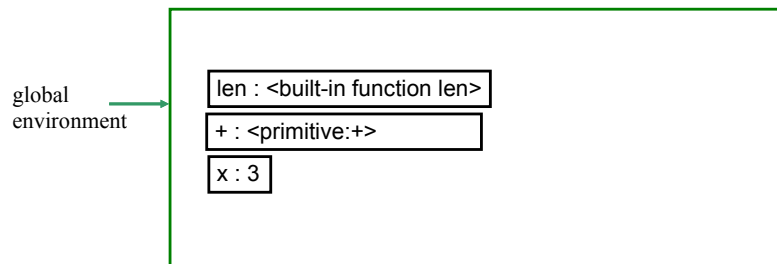 global
environment
len : <built-in function len>
+ : <primitive:+>
x : 3